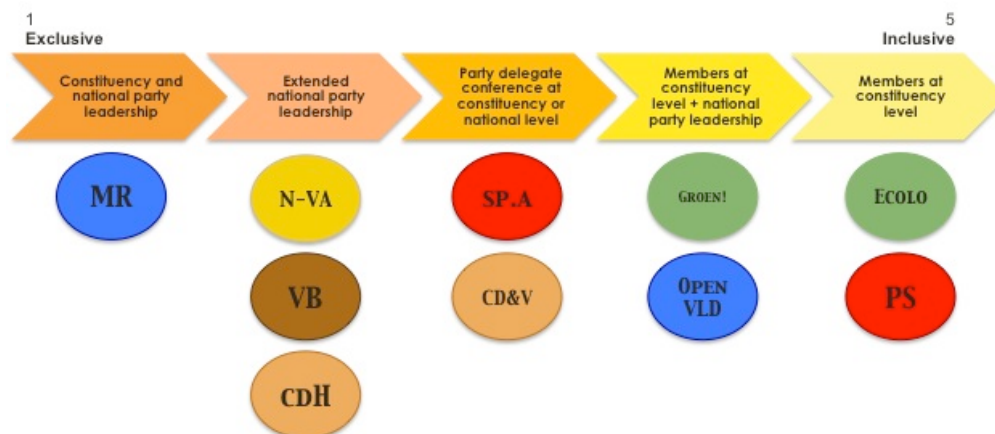 1
Exclusive
5
Inclusive
Constituency and
national party
leadership
Extended
national party
leadership
Party delegate
conference at
constituency or
national level
Members at
constituency
level + national
party leadership
Members at
constituency
level
MR
N-VA
VB
CDH
SP.A
CD&V
GROEN!
OPEN
VLD
ECOLO
PS